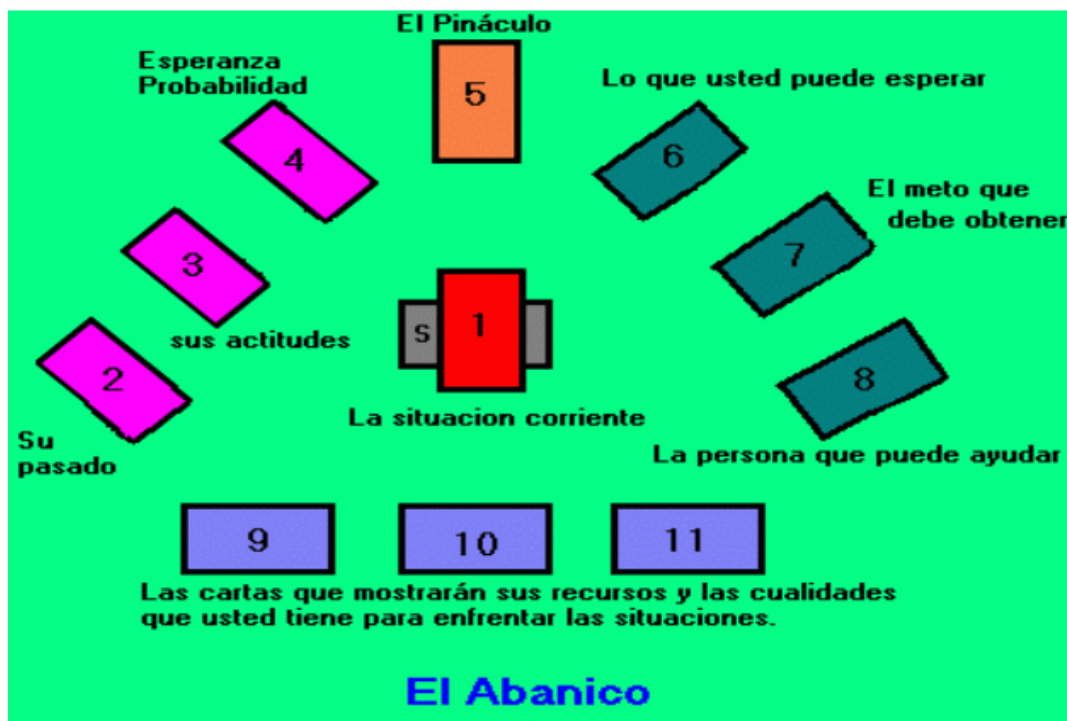 El Pináculo
5
Esperanza
Probabilidad
4
Lo que usted puede esperar
6
El meto que
debe obtener
7
3
sus actitudes
S
1
La situacion corriente
2
Su
pasado
8
La persona que puede ayudar
9
10
11
Las cartas que mostrarán sus recursos y las cualidades
que usted tiene para enfrentar las situaciones.
El Abanico